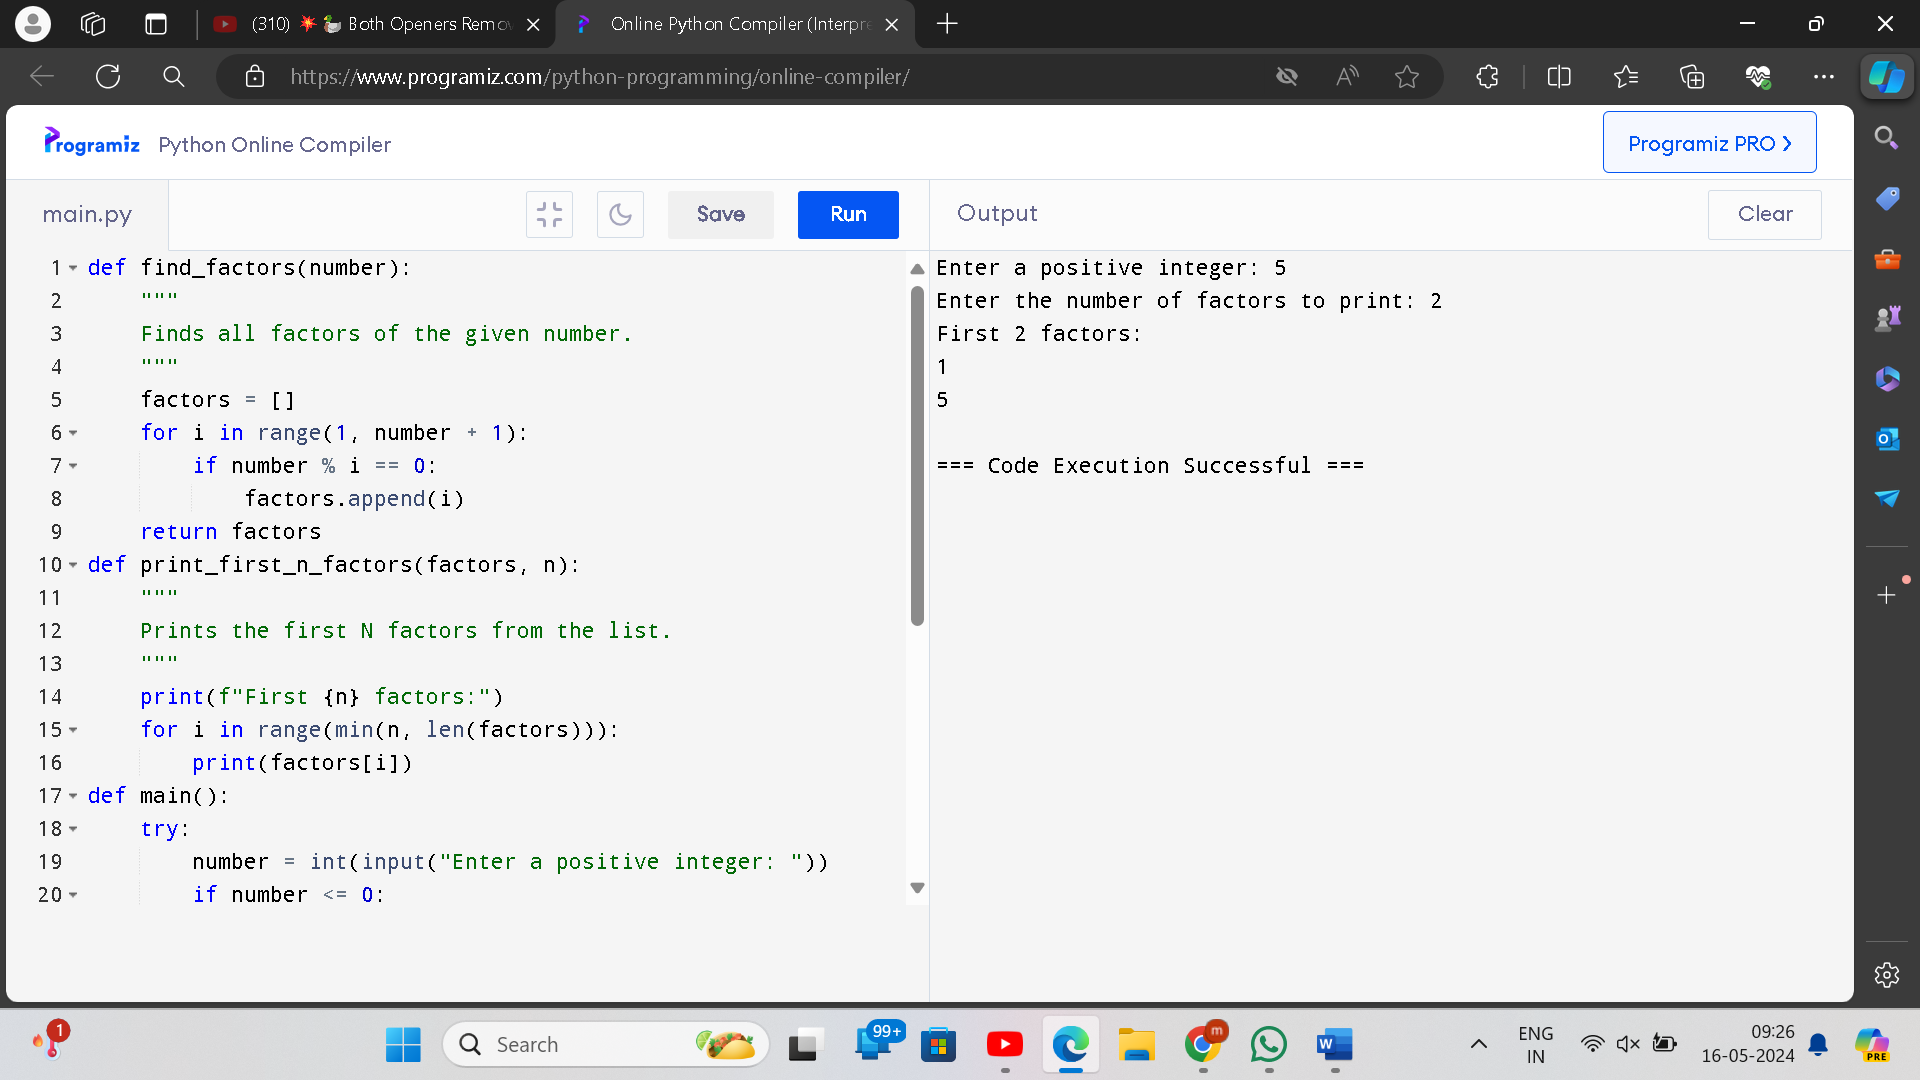 (310) 💥🦆 Both Openers Remov
Online Python Compiler (Interpre
https://www.programiz.com/python-programming/online-compiler/
Programiz Python Online Compiler
Programiz PRO >
main.py
Save
Run
Output
Clear
1 def find_factors(number):
2     """
3     Finds all factors of the given number.
4     """
5     factors = []
6     for i in range(1, number + 1):
7         if number % i == 0:
8             factors.append(i)
9     return factors
10 def print_first_n_factors(factors, n):
11     """
12     Prints the first N factors from the list.
13     """
14     print(f"First {n} factors:")
15     for i in range(min(n, len(factors))):
16         print(factors[i])
17 def main():
18     try:
19         number = int(input("Enter a positive integer: "))
20         if number <= 0:
Enter a positive integer: 5
Enter the number of factors to print: 2
First 2 factors:
1
5
=== Code Execution Successful ===
1
Search
99+
m
W
ENG
IN
09:26
16-05-2024
PRE